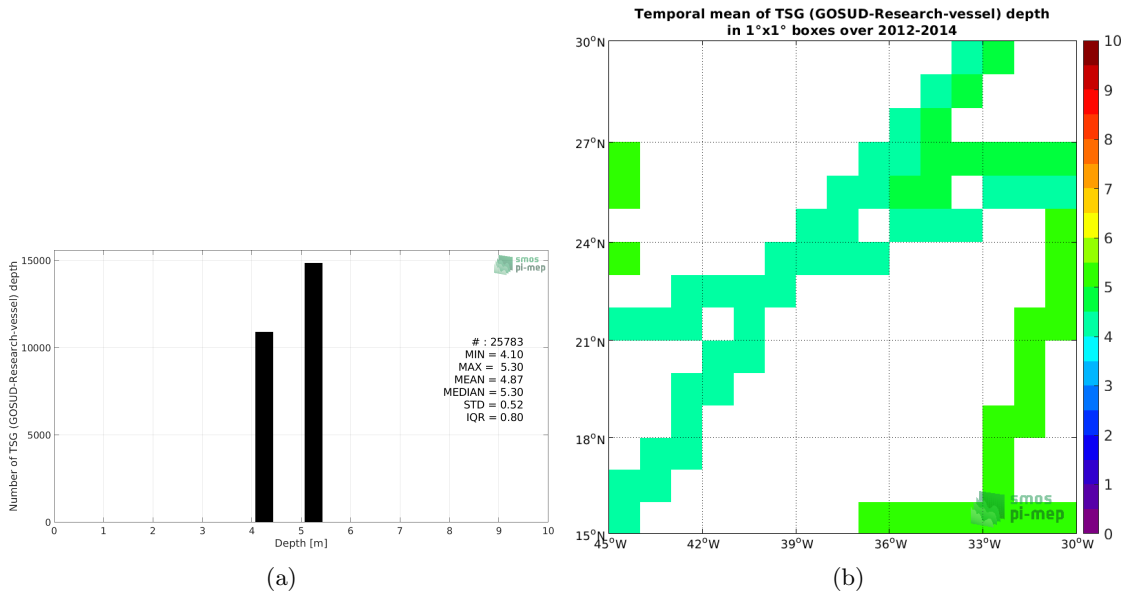 15000
10000
5000
0
Number of TSG (GOSUD-Research-vessel) depth
0 1 2 3 4 5 6 7 8 9 10
Depth [m]
smos
pi-mep
# : 25783
MIN = 4.10
MAX = 5.30
MEAN = 4.87
MEDIAN = 5.30
STD = 0.52
IQR = 0.80
(a)
Temporal mean of TSG (GOSUD-Research-vessel) depth
in 1°x1° boxes over 2012-2014
30°N
27°N
24°N
21°N
18°N
15°N
45°W 42°W 39°W 36°W 33°W 30°W
smos
pi-mep
10
9
8
7
6
5
4
3
2
1
0
(b)